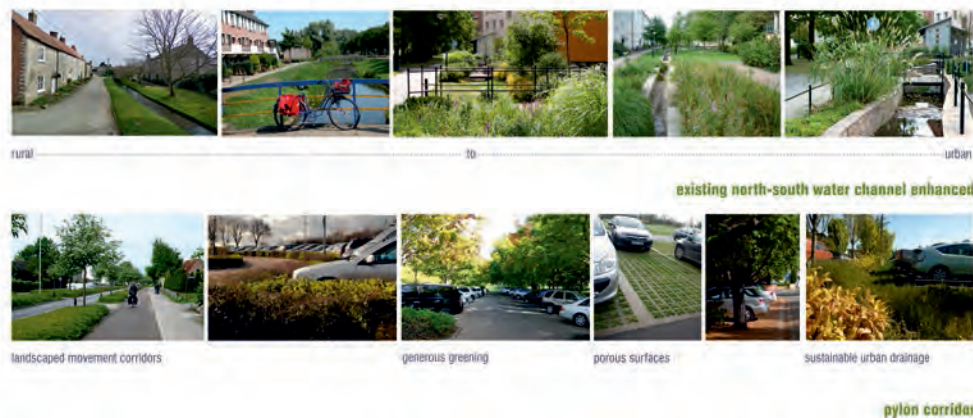 rural to urban
existing north-south water channel enhanced
landscaped movement corridors generous greening porous surfaces sustainable urban drainage
pylon corridor